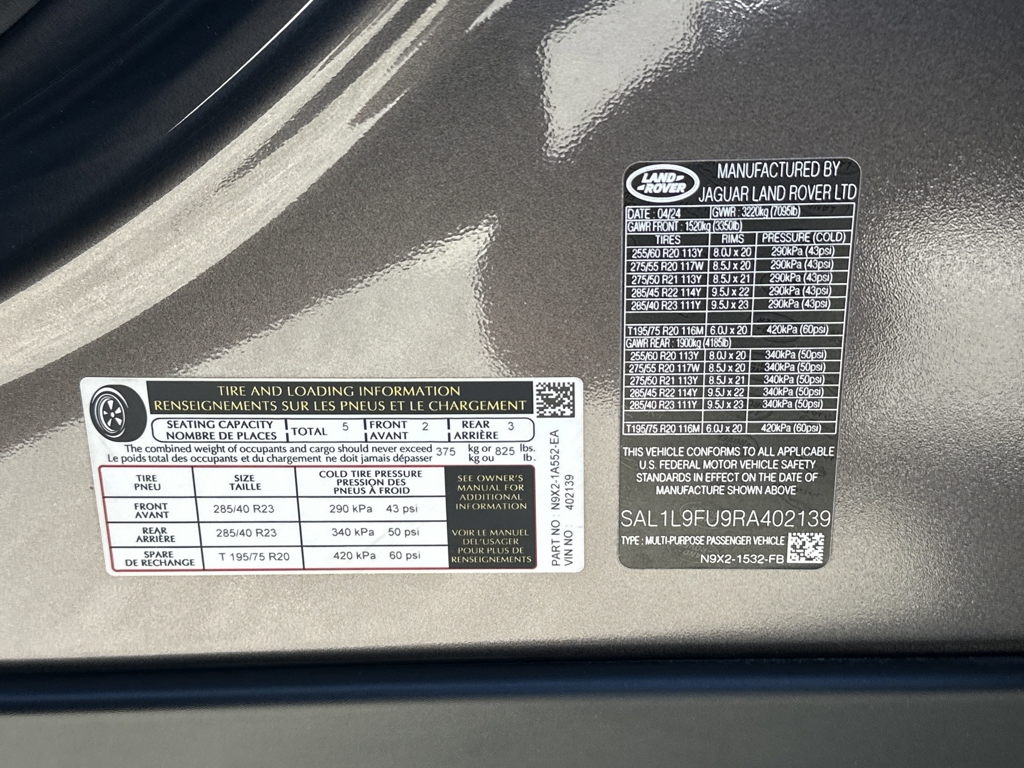 TIRE AND LOADING INFORMATION
RENSEIGNEMENTS SUR LES PNEUS ET LE CHARGEMENT
SEATING CAPACITY
NOMBRE DE PLACES
TOTAL 5
FRONT
AVANT
2
REAR
ARRIÈRE
3
The combined weight of occupants and cargo should never exceed 375 kg or 825 lbs.
Le poids total des occupants et du chargement ne doit jamais dépasser kg ou lb.
TIRE
PNEU
SIZE
TAILLE
COLD TIRE PRESSURE
PRESSION DES
PNEUS À FROID
FRONT
AVANT
285/40 R23
290 kPa 43 psi
REAR
ARRIÈRE
285/40 R23
340 kPa 50 psi
SPARE
DE RECHANGE
T 195/75 R20
420 kPa 60 psi
SEE OWNER'S
MANUAL FOR
ADDITIONAL
INFORMATION
VOIR LE MANUEL
DEL'USAGER
POUR PLUS DE
RENSEIGNEMENTS
PART NO : N9X2-1A552-EA
VIN NO : 402139
LAND
ROVER
MANUFACTURED BY
JAGUAR LAND ROVER LTD
DATE : 04/24 GVWR : 3220kg (7095lb)
GAWR FRONT : 1520kg (3350lb)
TIRES RIMS PRESSURE (COLD)
255/60 R20 113Y 8.0J x 20 290kPa (43psi)
275/55 R20 117W 8.5J x 20 290kPa (43psi)
275/50 R21 113Y 8.5J x 21 290kPa (43psi)
285/45 R22 114Y 9.5J x 22 290kPa (43psi)
285/40 R23 111Y 9.5J x 23 290kPa (43psi)
T195/75 R20 116M 6.0J x 20 420kPa (60psi)
GAWR REAR : 1900kg (4185lb)
255/60 R20 113Y 8.0J x 20 340kPa (50psi)
275/55 R20 117W 8.5J x 20 340kPa (50psi)
275/50 R21 113Y 8.5J x 21 340kPa (50psi)
285/45 R22 114Y 9.5J x 22 340kPa (50psi)
285/40 R23 111Y 9.5J x 23 340kPa (50psi)
T195/75 R20 116M 6.0J x 20 420kPa (60psi)
THIS VEHICLE CONFORMS TO ALL APPLICABLE
U.S. FEDERAL MOTOR VEHICLE SAFETY
STANDARDS IN EFFECT ON THE DATE OF
MANUFACTURE SHOWN ABOVE
SAL1L9FU9RA402139
TYPE : MULTI-PURPOSE PASSENGER VEHICLE
N9X2-1532-FB